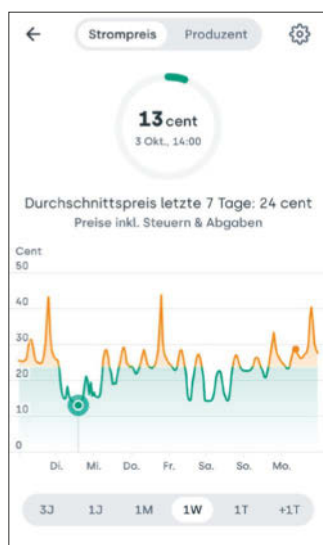 Strompreis Produzent
13 cent
3 Okt., 14:00
Durchschnittspreis letzte 7 Tage: 24 cent
Preise inkl. Steuern & Abgaben
Cent
50
40
30
20
10
0
Di. Mi. Do. Fr. Sa. So. Mo.
3J 1J 1M 1W 1T +1T